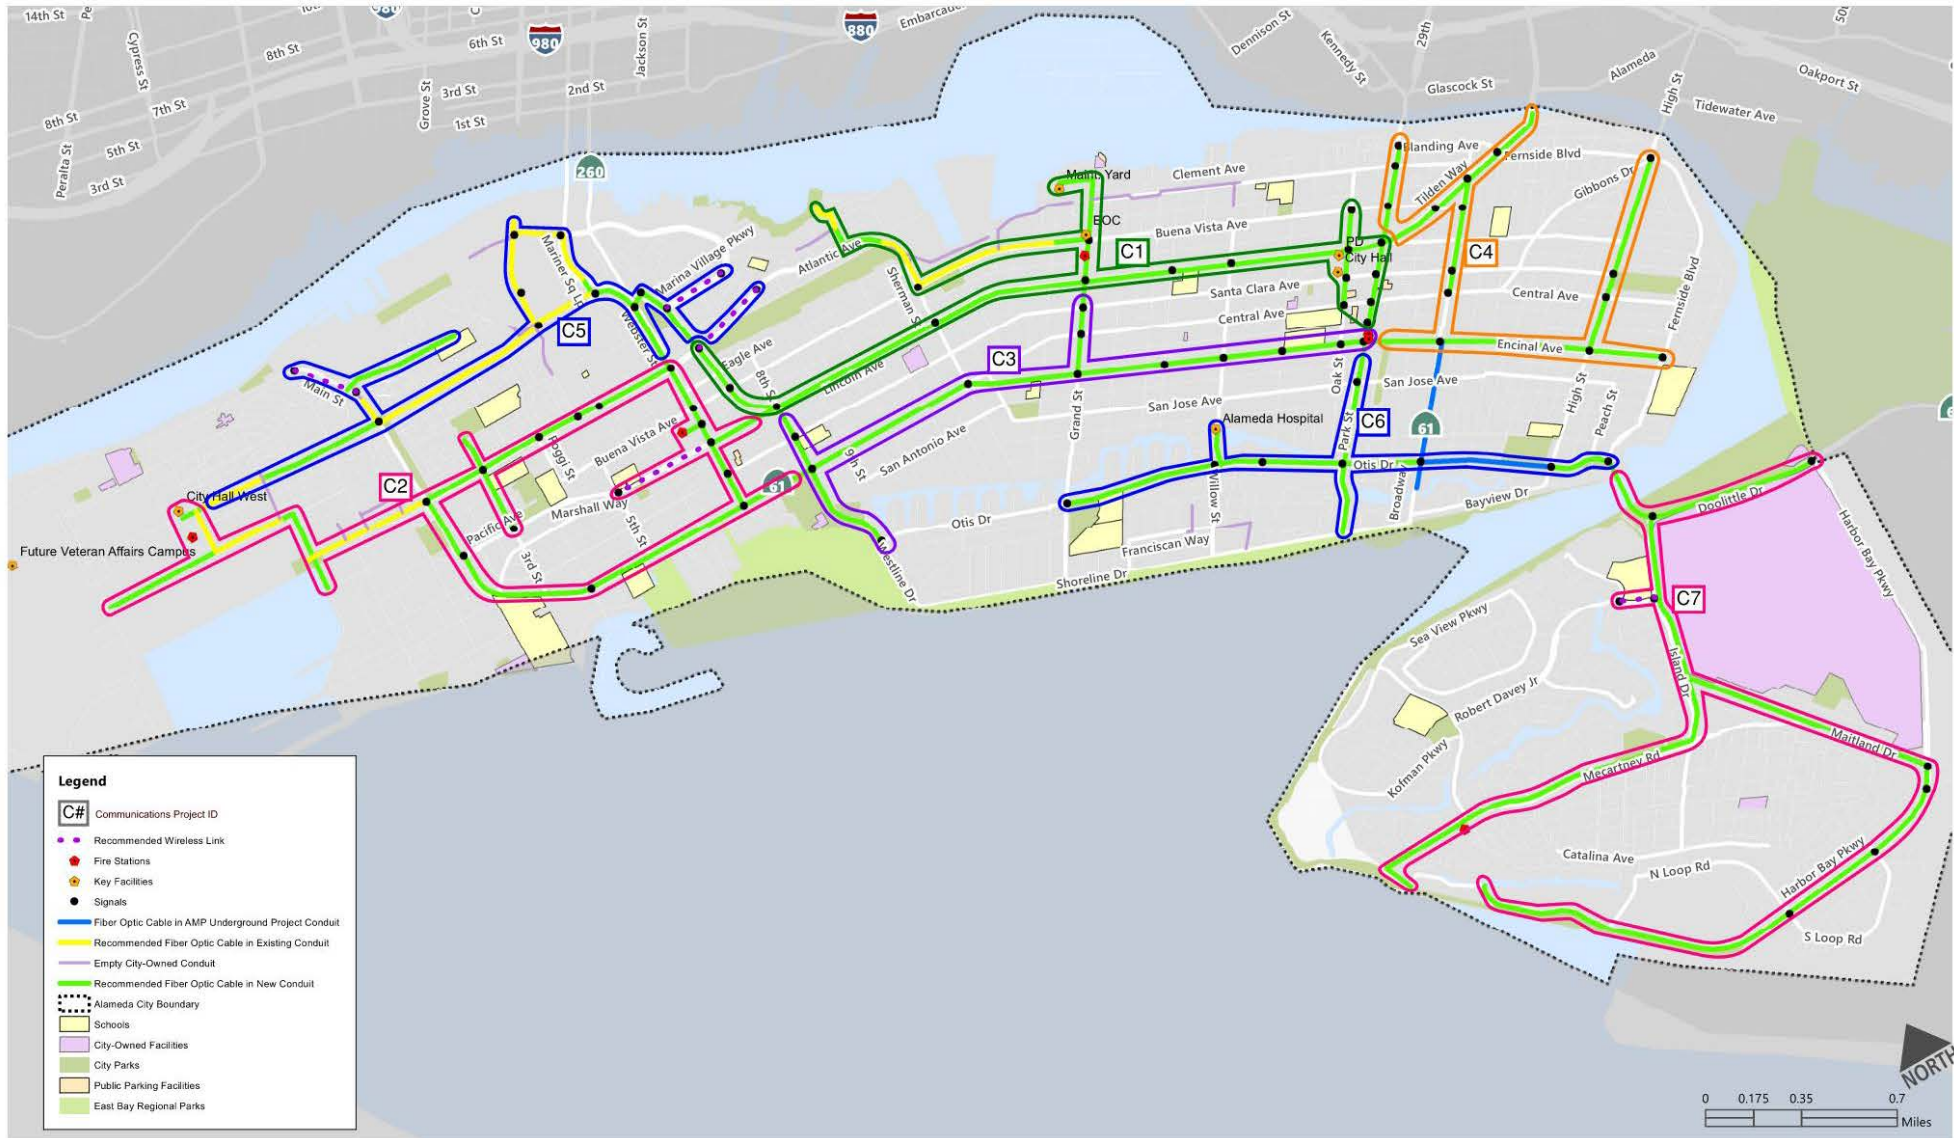 14th St
Cypress St
8th St
6th St
980
Jackson St
880
Dennison St
Kennedy St
29th
Glascock St
Alameda
High St
Oakport St
Tidewater Ave
8th St
7th St
Grove St
3rd St
2nd St
1st St
5th St
Peralta St
3rd St
260
Maint. Yard
Clement Ave
Blanding Ave
Fernside Blvd
Tilden Way
Gibbons Dr
EOC
Buena Vista Ave
C1
PD
City Hall
C4
Mariner Sq Lp
Marina Village Pkwy
Atlantic Ave
Sherman St
Santa Clara Ave
Central Ave
Central Ave
Fernside Blvd
Webster St
C5
Eagle Ave
8th St
Lincoln Ave
C3
Encinal Ave
Oak St
San Jose Ave
High St
Peach St
Main St
San Jose Ave
Grand St
Alameda Hospital
Park St
C6
61
Buena Vista Ave
Poggi St
9th St
San Antonio Ave
Otis Dr
61
C2
City Hall West
Marshall Way
Pacific Ave
5th St
3rd St
Otis Dr
Willow St
Broadway
Bayview Dr
Doolittle Dr
Harbor Bay Pkwy
Future Veteran Affairs Campus
Franciscan Way
Shoreline Dr
Westline Dr
C7
Sea View Pkwy
Island Dr
Robert Davey Jr
Maitland Dr
Mecartney Rd
Kofman Pkwy
Catalina Ave
N Loop Rd
Harbor Bay Pkwy
S Loop Rd
Legend
C# Communications Project ID
Recommended Wireless Link
Fire Stations
Key Facilities
Signals
Fiber Optic Cable in AMP Underground Project Conduit
Recommended Fiber Optic Cable in Existing Conduit
Empty City-Owned Conduit
Recommended Fiber Optic Cable in New Conduit
Alameda City Boundary
Schools
City-Owned Facilities
City Parks
Public Parking Facilities
East Bay Regional Parks
NORTH
0 0.175 0.35 0.7
Miles